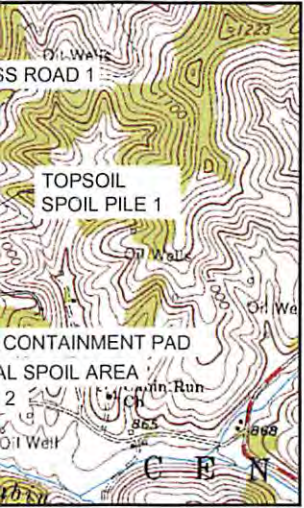 1223
Oil Wells
SS ROAD 1
TOPSOIL
SPOIL PILE 1
Oil Wells
Oil We
CONTAINMENT PAD
AL SPOIL AREA
2
Run
Ch
865
868
Oil Well
C E N